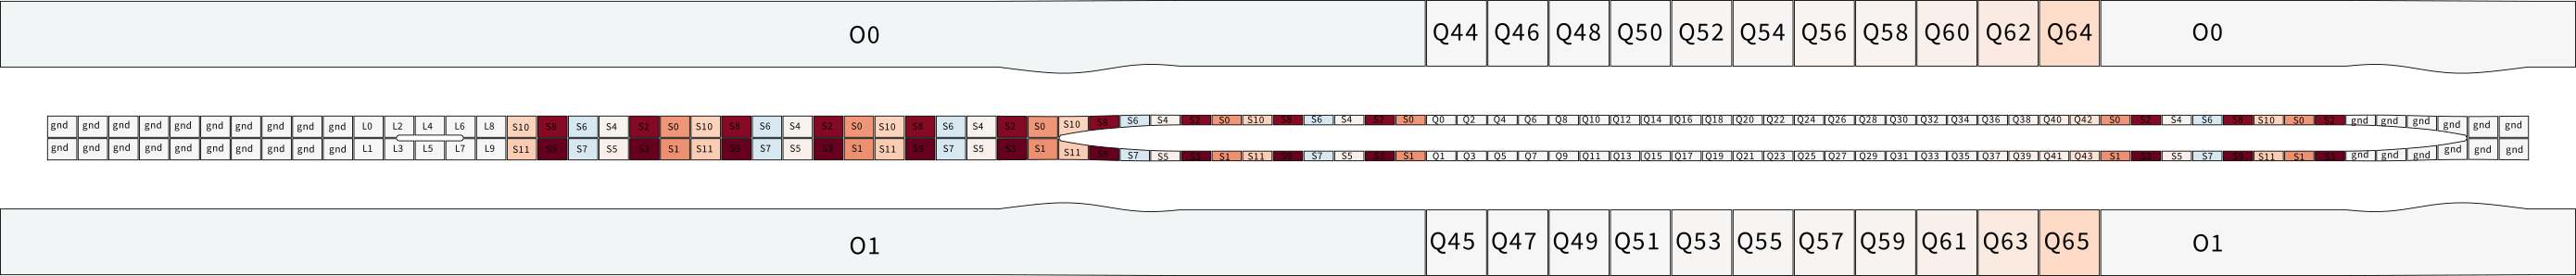 O0 Q44 Q46 Q48 Q50 Q52 Q54 Q56 Q58 Q60 Q62 Q64 O0
gnd gnd gnd gnd gnd gnd gnd gnd gnd gnd L0 L2 L4 L6 L8 S10 S8 S6 S4 S2 S0 S10 S8 S6 S4 S2 S0 S10 S8 S6 S4 S2 S0 S10 S8 S6 S4 S2 S0 S10 S8 S6 S4 S2 S0 Q0 Q2 Q4 Q6 Q8 Q10 Q12 Q14 Q16 Q18 Q20 Q22 Q24 Q26 Q28 Q30 Q32 Q34 Q36 Q38 Q40 Q42 S0 S2 S4 S6 S8 S10 S0 S2 gnd gnd gnd gnd gnd gnd
gnd gnd gnd gnd gnd gnd gnd gnd gnd gnd L1 L3 L5 L7 L9 S11 S9 S7 S5 S3 S1 S11 S9 S7 S5 S3 S1 S11 S9 S7 S5 S3 S1 S11 S9 S7 S5 S3 S1 S11 S9 S7 S5 S3 S1 Q1 Q3 Q5 Q7 Q9 Q11 Q13 Q15 Q17 Q19 Q21 Q23 Q25 Q27 Q29 Q31 Q33 Q35 Q37 Q39 Q41 Q43 S1 S3 S5 S7 S9 S11 S1 S3 gnd gnd gnd gnd gnd gnd
O1 Q45 Q47 Q49 Q51 Q53 Q55 Q57 Q59 Q61 Q63 Q65 O1